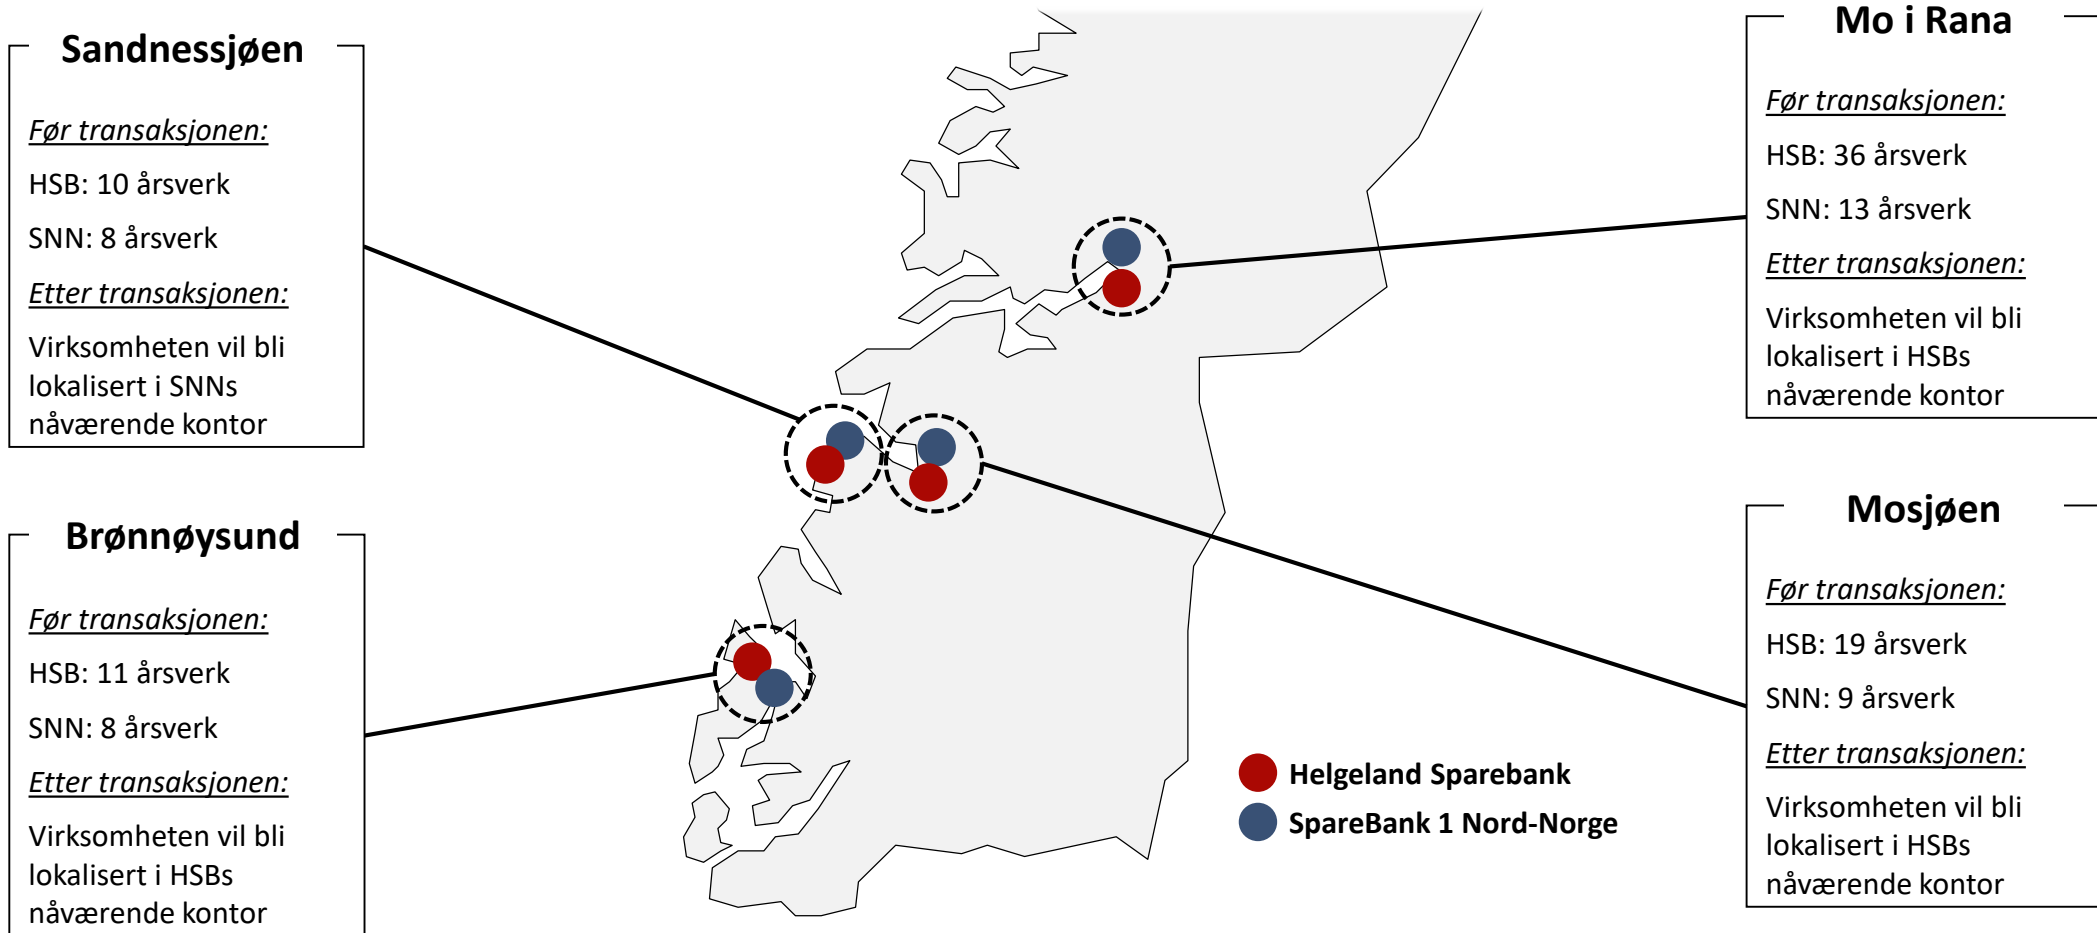 Sandnessjøen
Før transaksjonen:
HSB: 10 årsverk
SNN: 8 årsverk
Etter transaksjonen:
Virksomheten vil bli
lokalisert i SNNs
nåværende kontor
Brønnøysund
Før transaksjonen:
HSB: 11 årsverk
SNN: 8 årsverk
Etter transaksjonen:
Virksomheten vil bli
lokalisert i HSBs
nåværende kontor
Mo i Rana
Før transaksjonen:
HSB: 36 årsverk
SNN: 13 årsverk
Etter transaksjonen:
Virksomheten vil bli
lokalisert i HSBs
nåværende kontor
Mosjøen
Før transaksjonen:
HSB: 19 årsverk
SNN: 9 årsverk
Etter transaksjonen:
Virksomheten vil bli
lokalisert i HSBs
nåværende kontor
Helgeland Sparebank
SpareBank 1 Nord-Norge